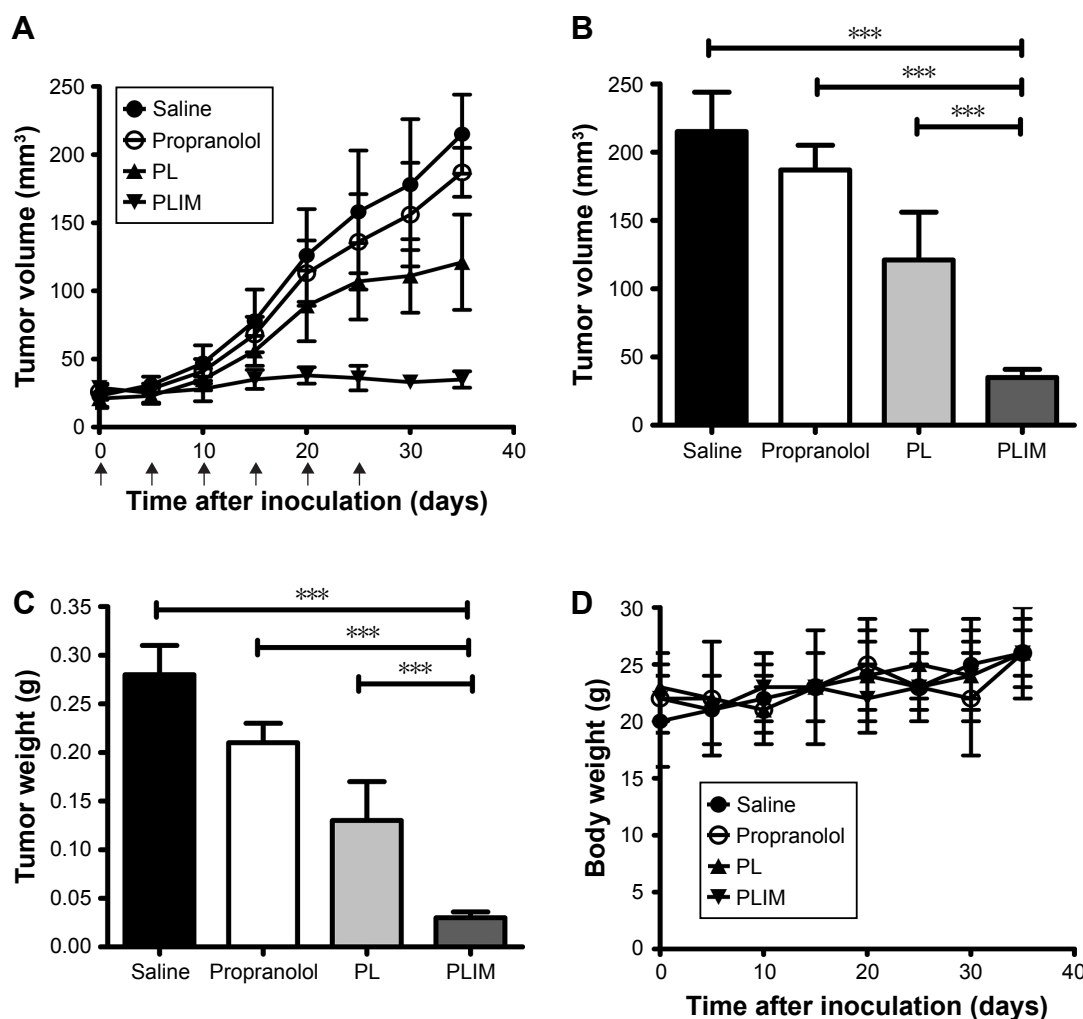 A
250
200
150
100
50
0
Tumor volume (mm³)
Saline
Propranolol
PL
PLIM
0 10 20 30 40
Time after inoculation (days)
B
***
***
***
250
200
150
100
50
0
Tumor volume (mm³)
Saline Propranolol PL PLIM
C
***
***
***
0.35
0.30
0.25
0.20
0.15
0.10
0.05
0.00
Tumor weight (g)
Saline Propranolol PL PLIM
D
30
25
20
15
10
5
0
Body weight (g)
Saline
Propranolol
PL
PLIM
0 10 20 30 40
Time after inoculation (days)